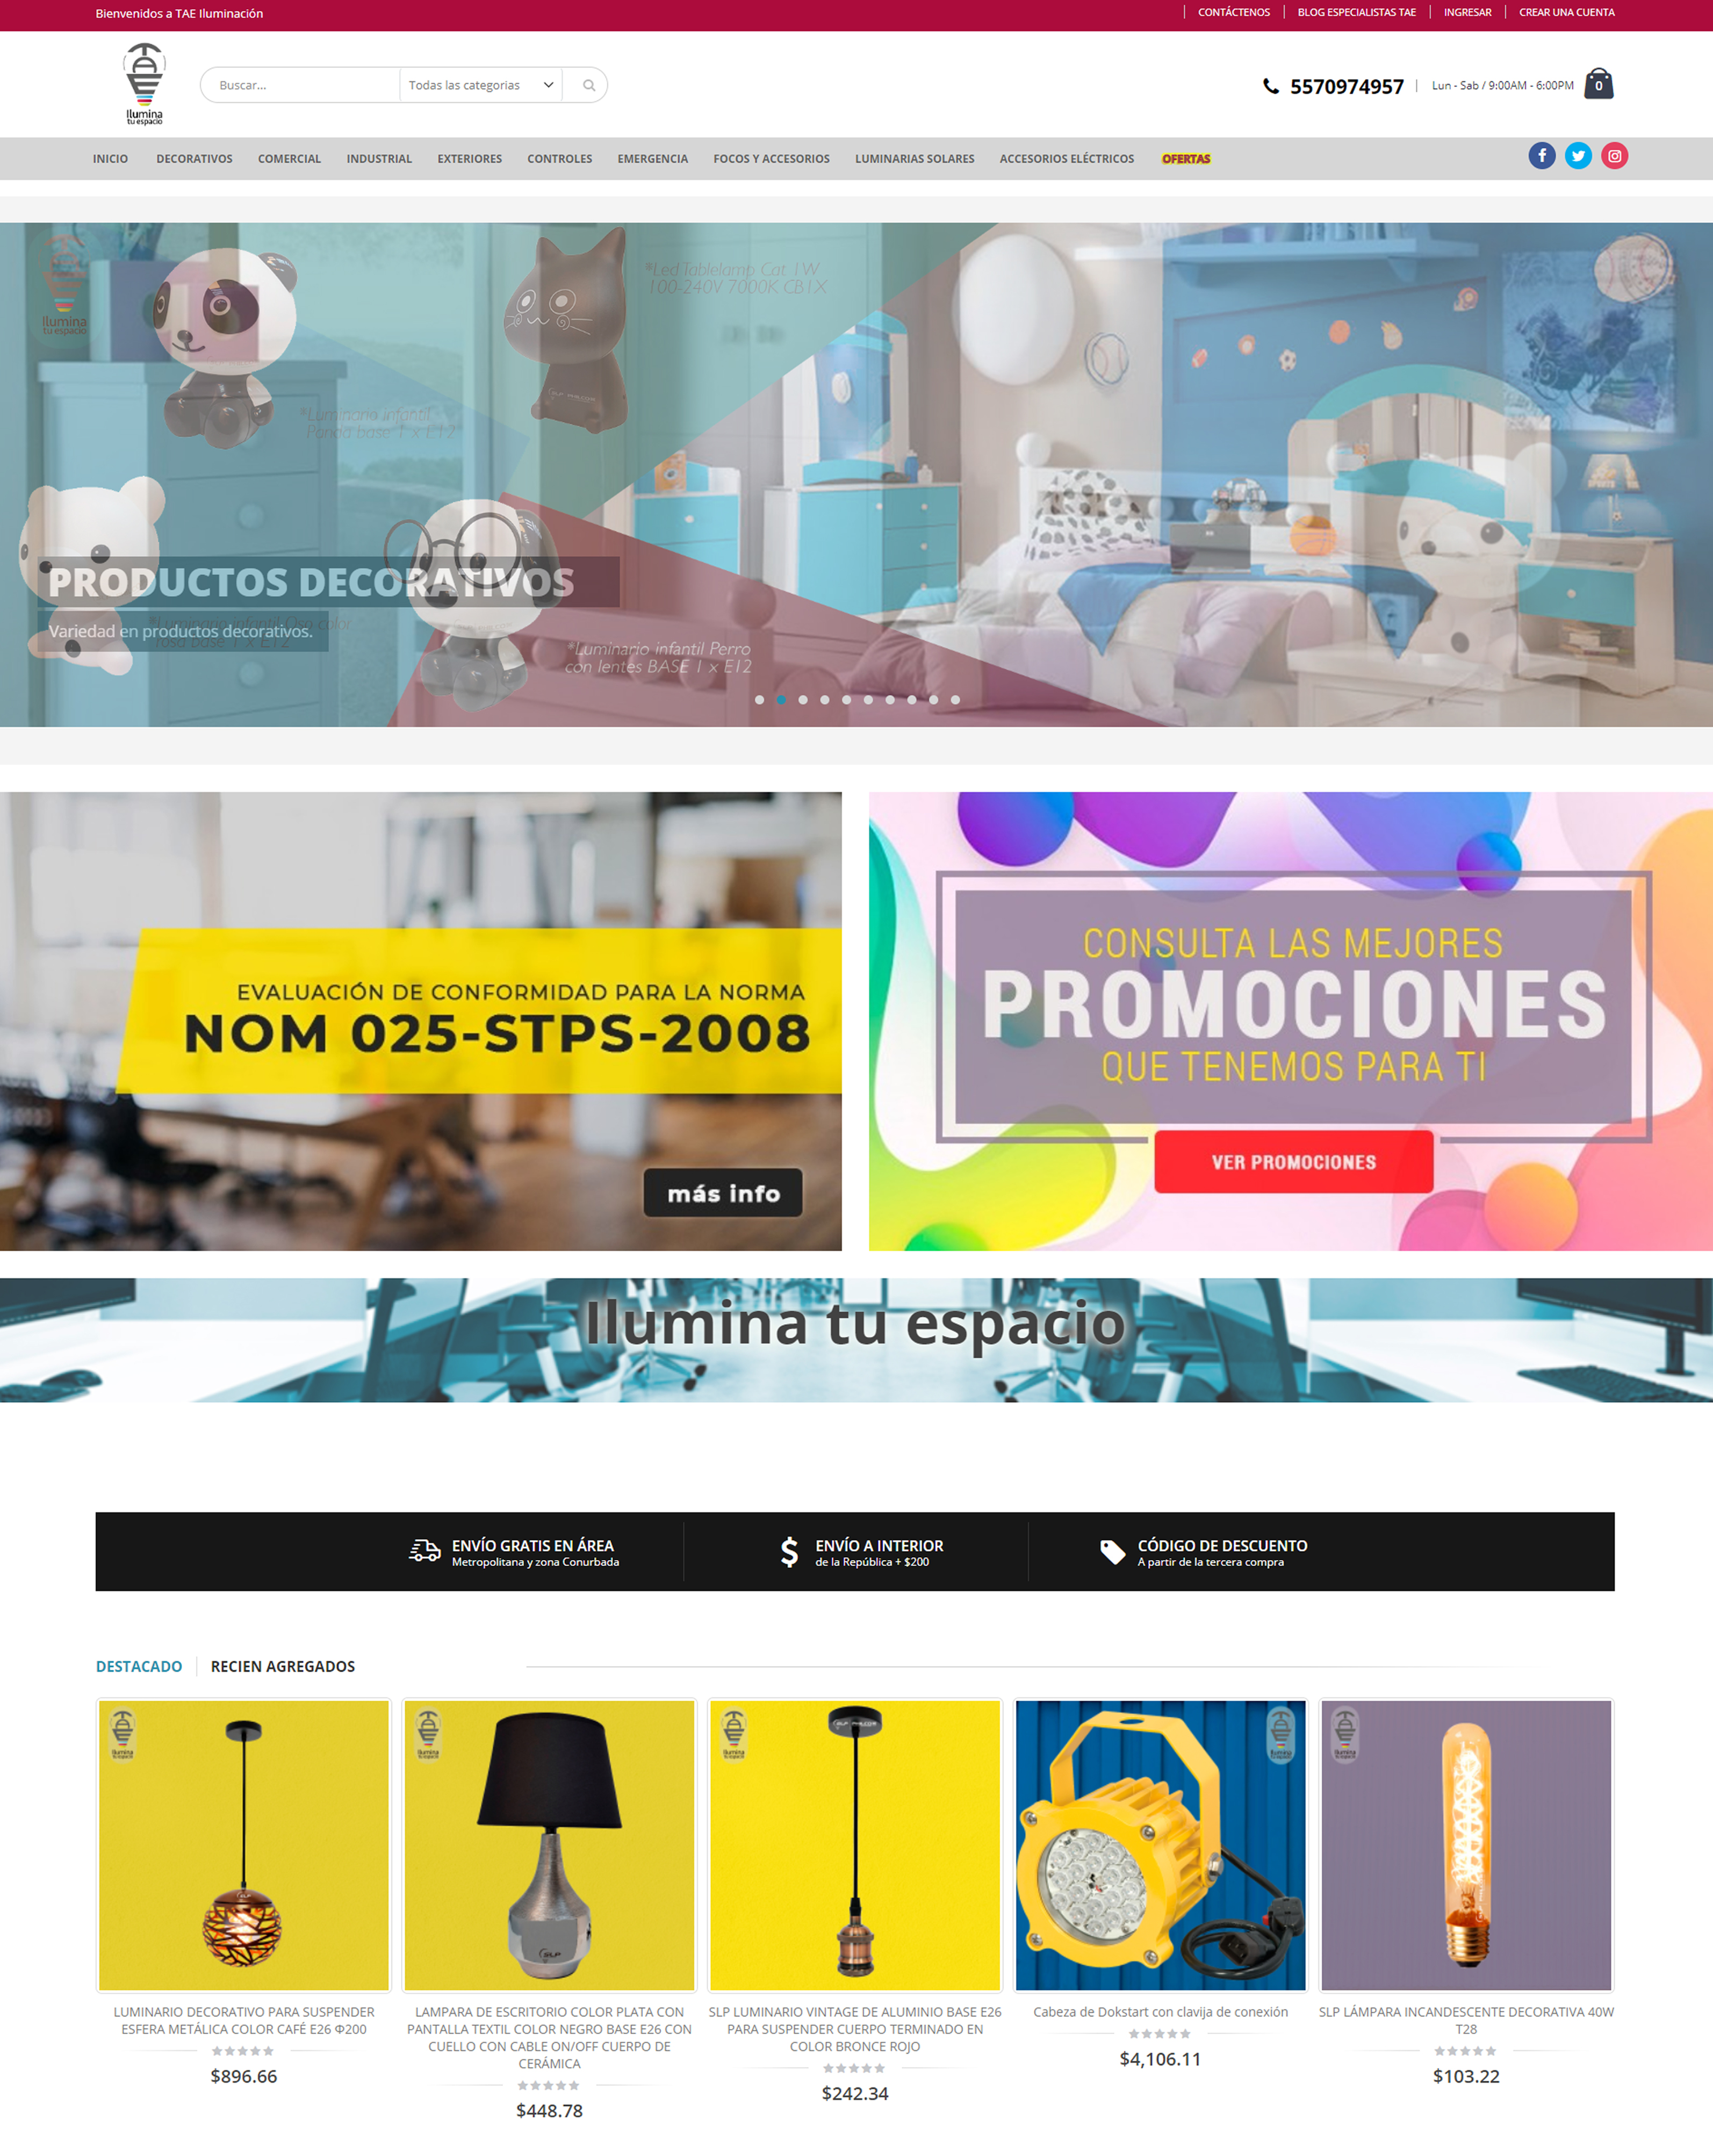 Bienvenidos a TAE Iluminación
CONTÁCTENOS
BLOG ESPECIALISTAS TAE
INGRESAR
CREAR UNA CUENTA
TAE
Ilumina
tu espacio
Buscar...
Todas las categorias
5570974957
Lun - Sab / 9:00AM - 6:00PM
0
INICIO
DECORATIVOS
COMERCIAL
INDUSTRIAL
EXTERIORES
CONTROLES
EMERGENCIA
FOCOS Y ACCESORIOS
LUMINARIAS SOLARES
ACCESORIOS ELÉCTRICOS
OFERTAS
Ilumina
tu espacio
*Led Tablelamp Cat 1W
100-240V 7000K CB1X
*Luminario infantil
Panda base 1 x E12
PRODUCTOS DECORATIVOS
*Luminario infantil Oso color
rosa base 1 x E12
Variedad en productos decorativos.
*Luminario infantil Perro
con lentes BASE 1 x E12
EVALUACIÓN DE CONFORMIDAD PARA LA NORMA
NOM 025-STPS-2008
más info
CONSULTA LAS MEJORES
PROMOCIONES
QUE TENEMOS PARA TI
VER PROMOCIONES
Ilumina tu espacio
ENVÍO GRATIS EN ÁREA
Metropolitana y zona Conurbada
ENVÍO A INTERIOR
de la República + $200
CÓDIGO DE DESCUENTO
A partir de la tercera compra
DESTACADO
RECIEN AGREGADOS
LUMINARIO DECORATIVO PARA SUSPENDER
ESFERA METÁLICA COLOR CAFÉ E26 Φ200
$896.66
LAMPARA DE ESCRITORIO COLOR PLATA CON
PANTALLA TEXTIL COLOR NEGRO BASE E26 CON
CUELLO CON CABLE ON/OFF CUERPO DE
CERÁMICA
$448.78
SLP LUMINARIO VINTAGE DE ALUMINIO BASE E26
PARA SUSPENDER CUERPO TERMINADO EN
COLOR BRONCE ROJO
$242.34
Cabeza de Dokstart con clavija de conexión
$4,106.11
SLP LÁMPARA INCANDESCENTE DECORATIVA 40W
T28
$103.22